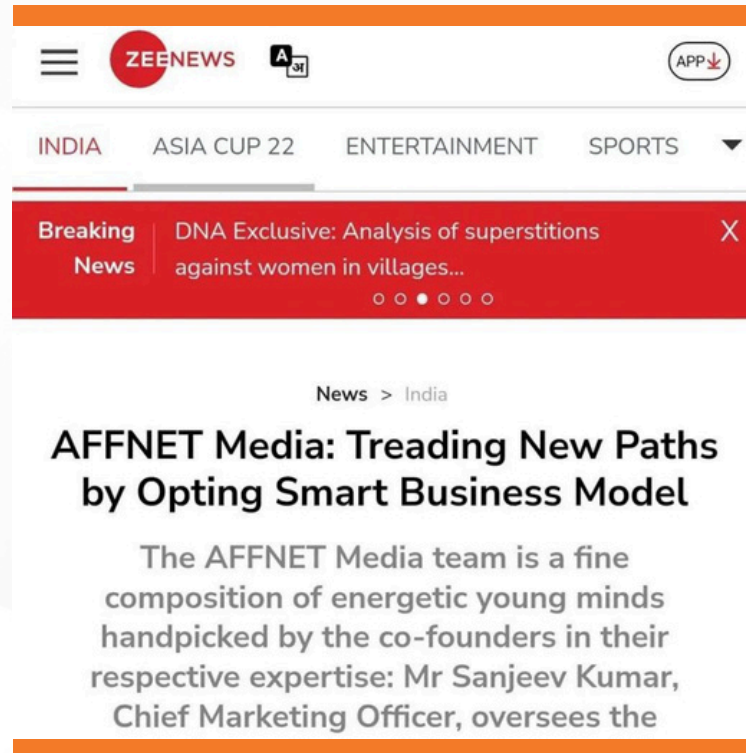 ZEENEWS
A अ
APP
INDIA ASIA CUP 22 ENTERTAINMENT SPORTS
Breaking DNA Exclusive: Analysis of superstitions X
News against women in villages...
News > India
AFFNET Media: Treading New Paths
by Opting Smart Business Model
The AFFNET Media team is a fine
composition of energetic young minds
handpicked by the co-founders in their
respective expertise: Mr Sanjeev Kumar,
Chief Marketing Officer, oversees the